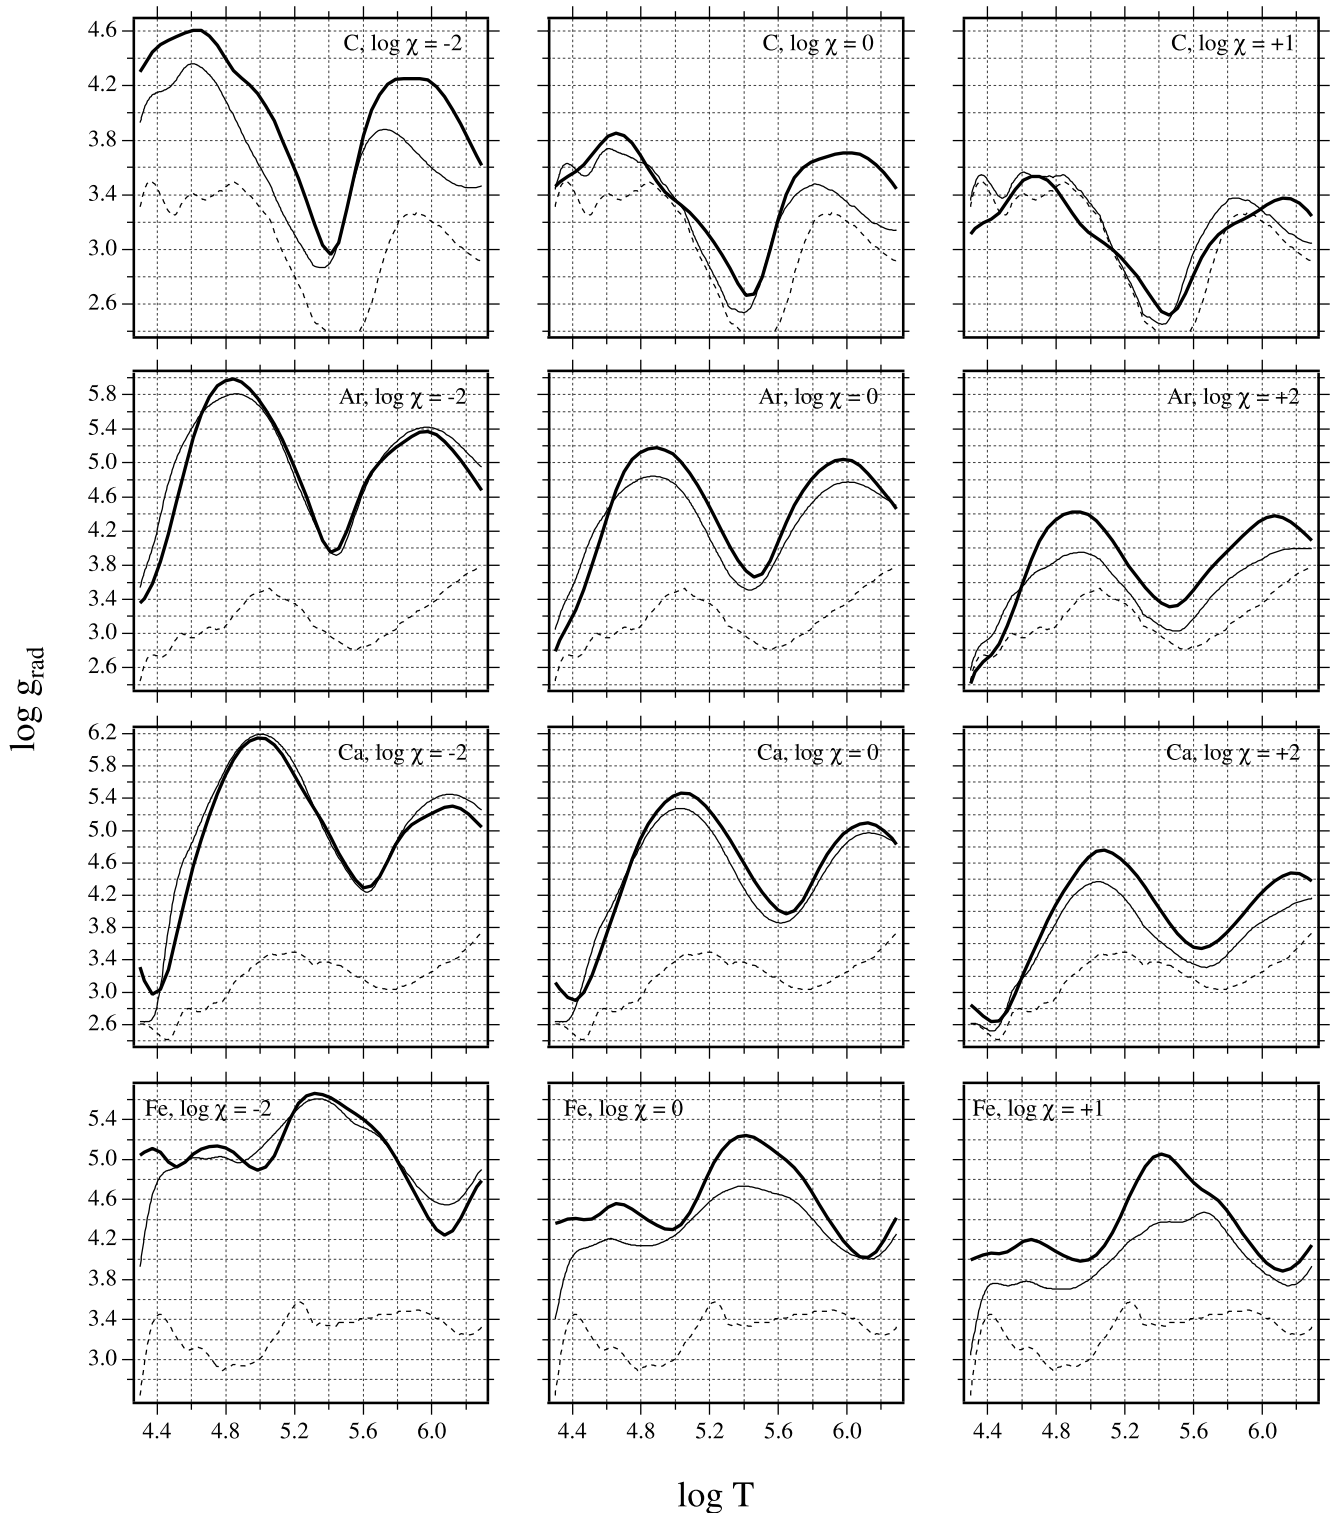 C, log χ = -2
C, log χ = 0
C, log χ = +1
4.6
4.2
3.8
3.4
3.0
2.6
Ar, log χ = -2
Ar, log χ = 0
Ar, log χ = +2
5.8
5.4
5.0
4.6
4.2
3.8
3.4
3.0
2.6
log g_rad
Ca, log χ = -2
Ca, log χ = 0
Ca, log χ = +2
6.2
5.8
5.4
5.0
4.6
4.2
3.8
3.4
3.0
2.6
Fe, log χ = -2
Fe, log χ = 0
Fe, log χ = +1
5.4
5.0
4.6
4.2
3.8
3.4
3.0
4.4 4.8 5.2 5.6 6.0
4.4 4.8 5.2 5.6 6.0
4.4 4.8 5.2 5.6 6.0
log T